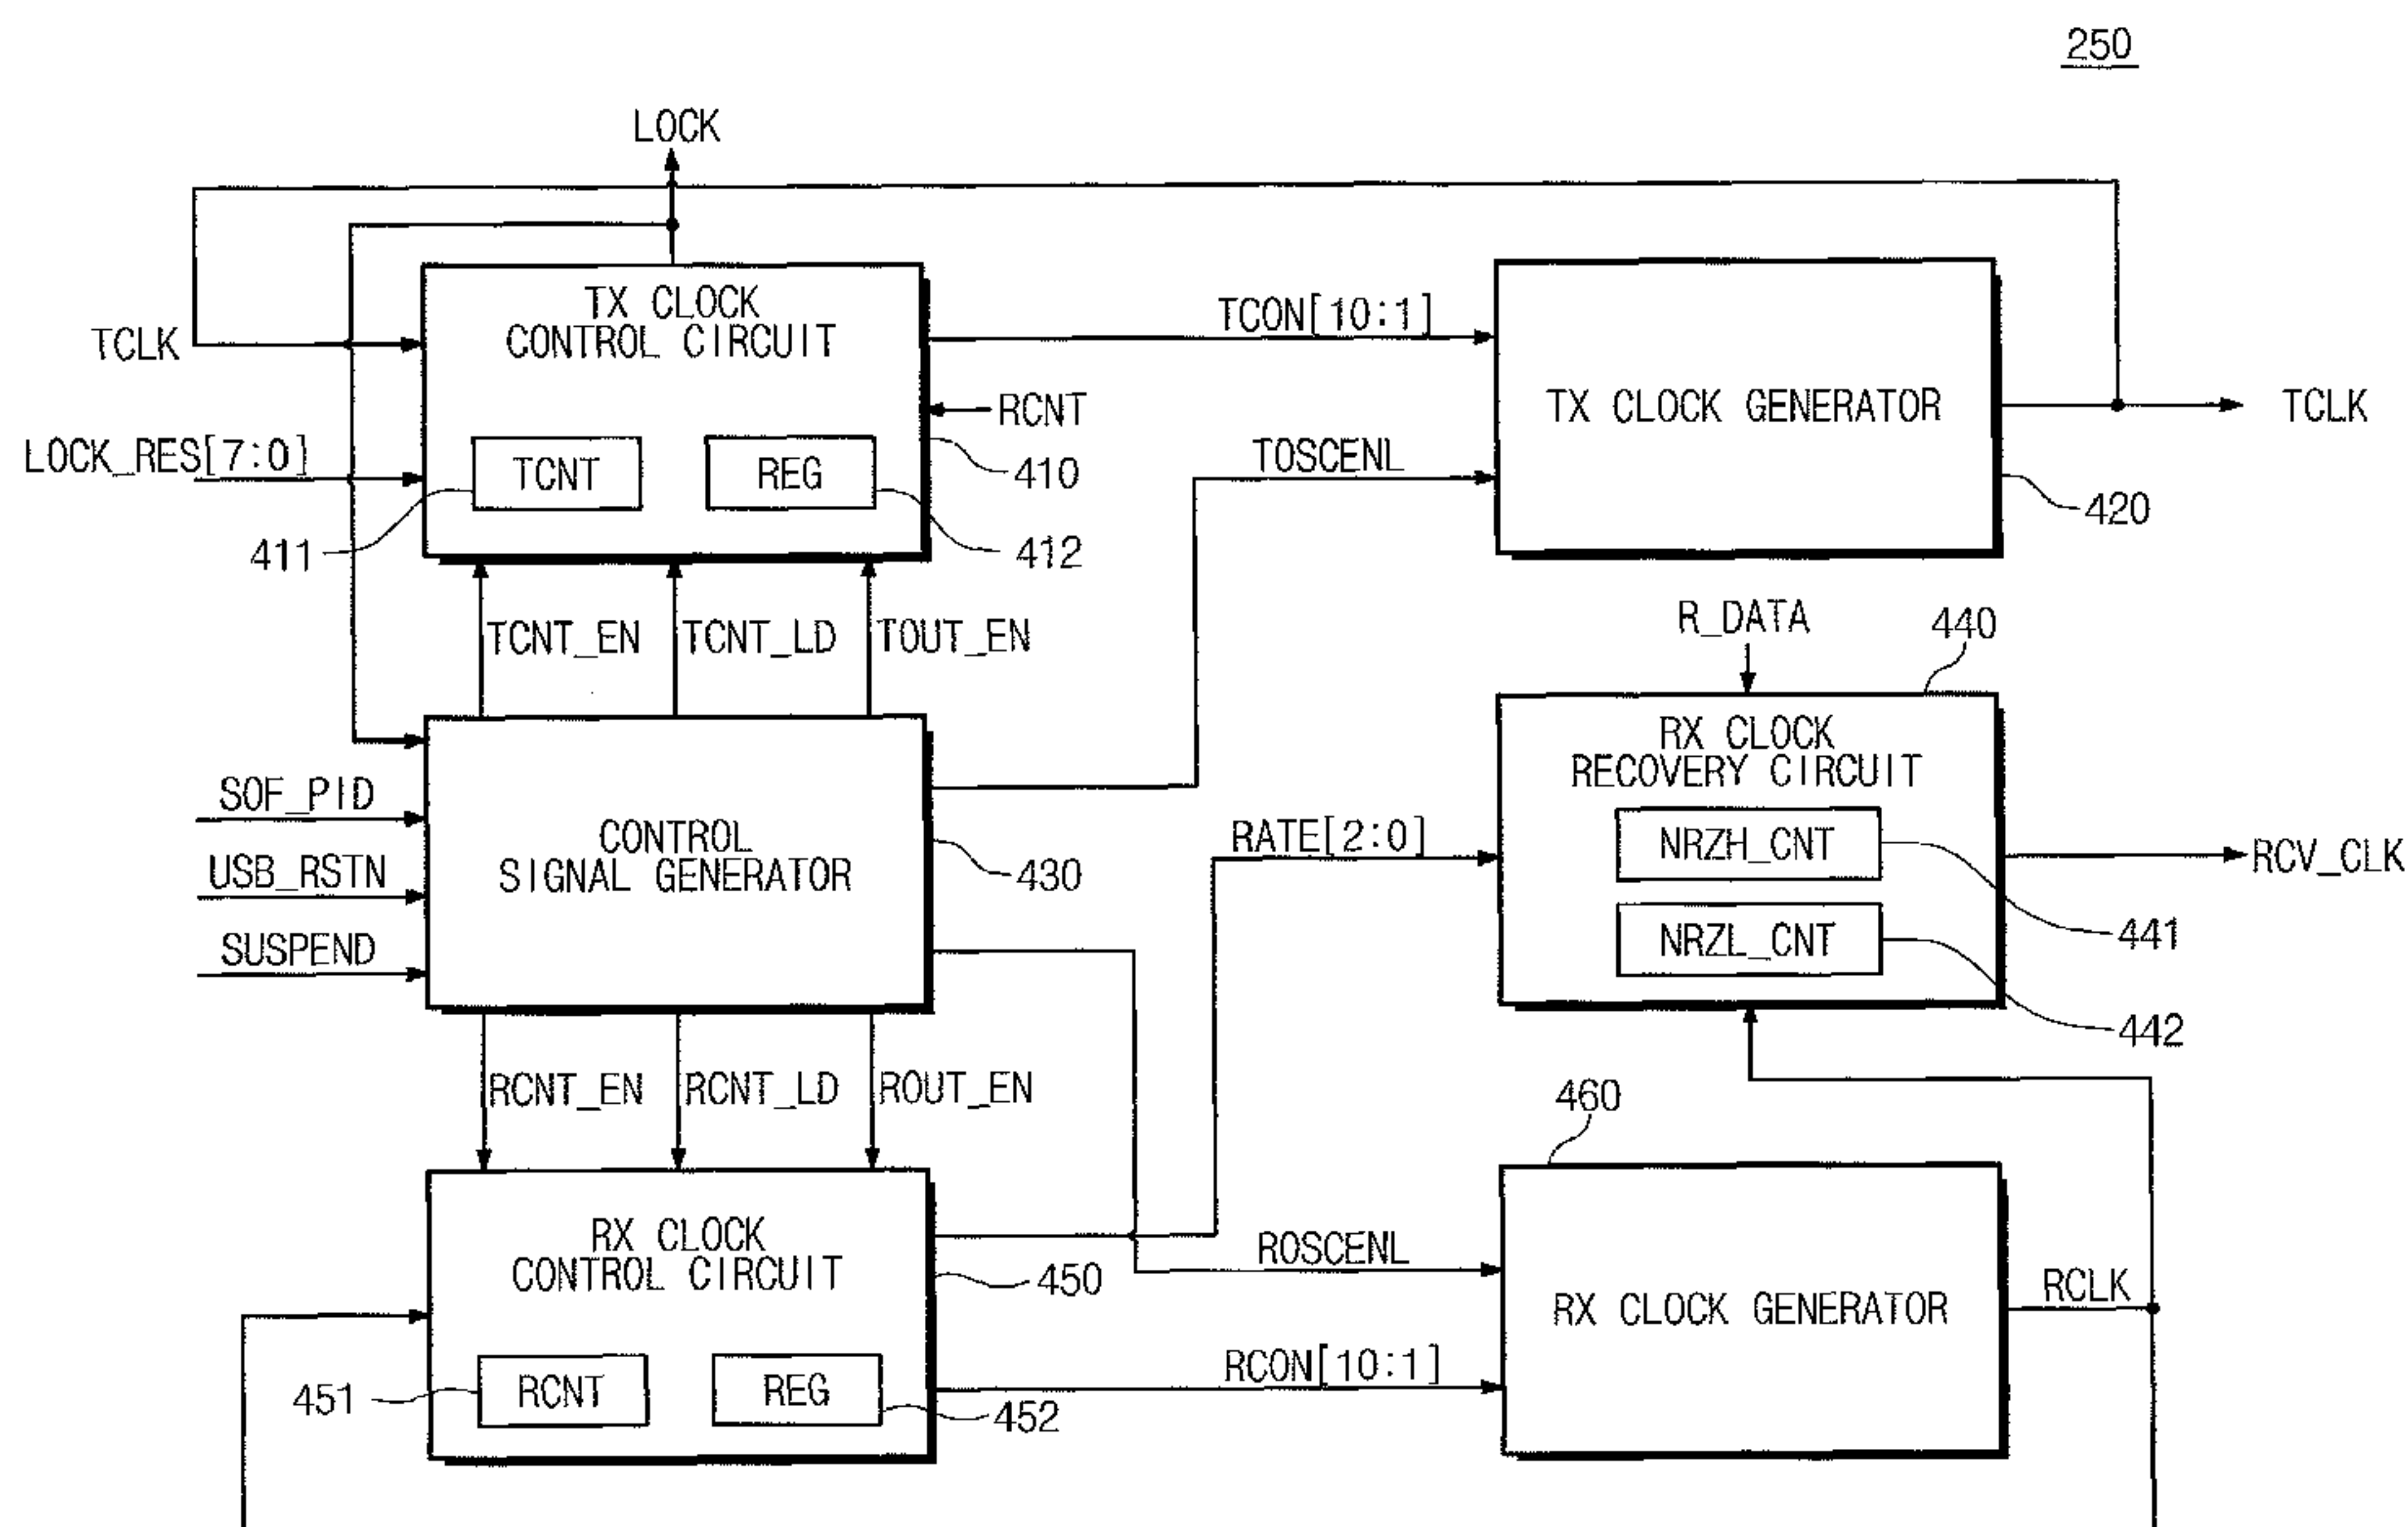 250
LOCK
TX CLOCK
CONTROL CIRCUIT
TCLK
TCON[10:1]
RCNT
TX CLOCK GENERATOR
TCLK
LOCK_RES[7:0]
TCNT
REG
410
TOSCENL
420
411
412
TCNT_EN
TCNT_LD
TOUT_EN
R_DATA
440
RX CLOCK
RECOVERY CIRCUIT
SOF_PID
USB_RSTN
SUSPEND
CONTROL
SIGNAL GENERATOR
430
RATE[2:0]
NRZH_CNT
NRZL_CNT
RCV_CLK
441
442
RCNT_EN
RCNT_LD
ROUT_EN
460
RX CLOCK
CONTROL CIRCUIT
450
ROSCENL
RX CLOCK GENERATOR
RCLK
RCON[10:1]
451
RCNT
REG
452